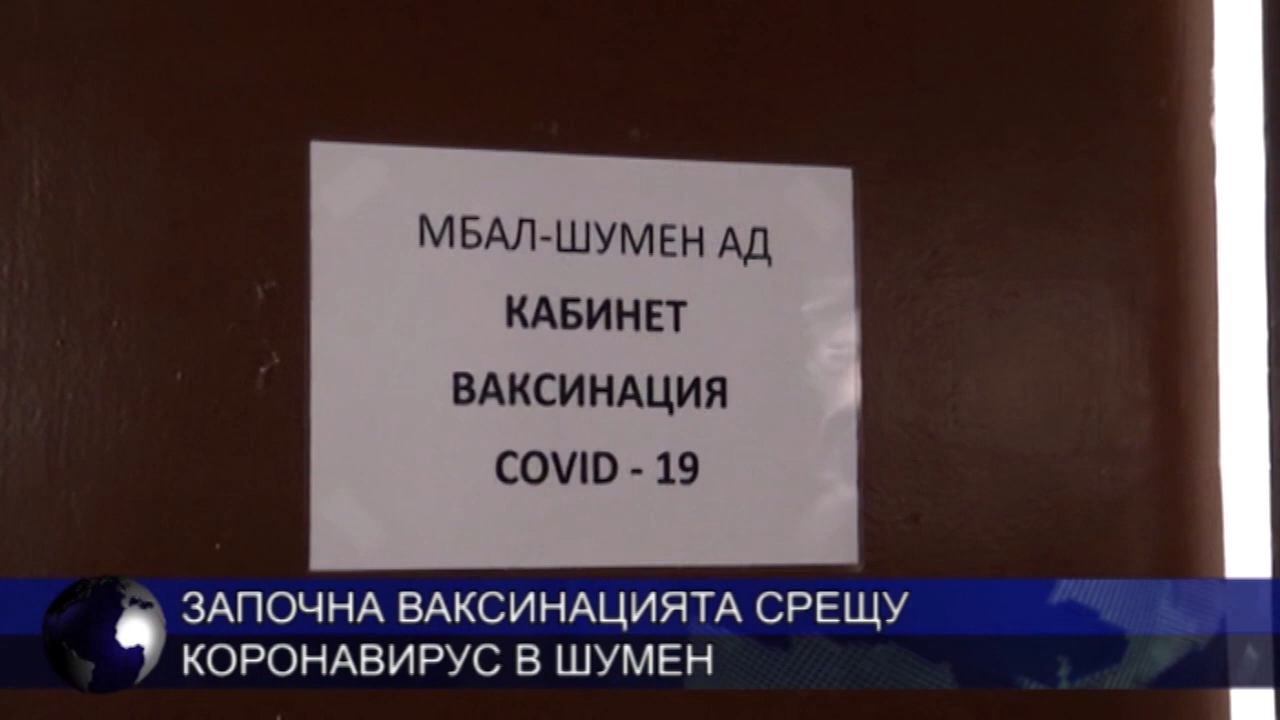 МБАЛ-ШУМЕН АД
КАБИНЕТ
ВАКСИНАЦИЯ
COVID - 19
ЗАПОЧНА ВАКСИНАЦИЯТА СРЕЩУ
КОРОНАВИРУС В ШУМЕН